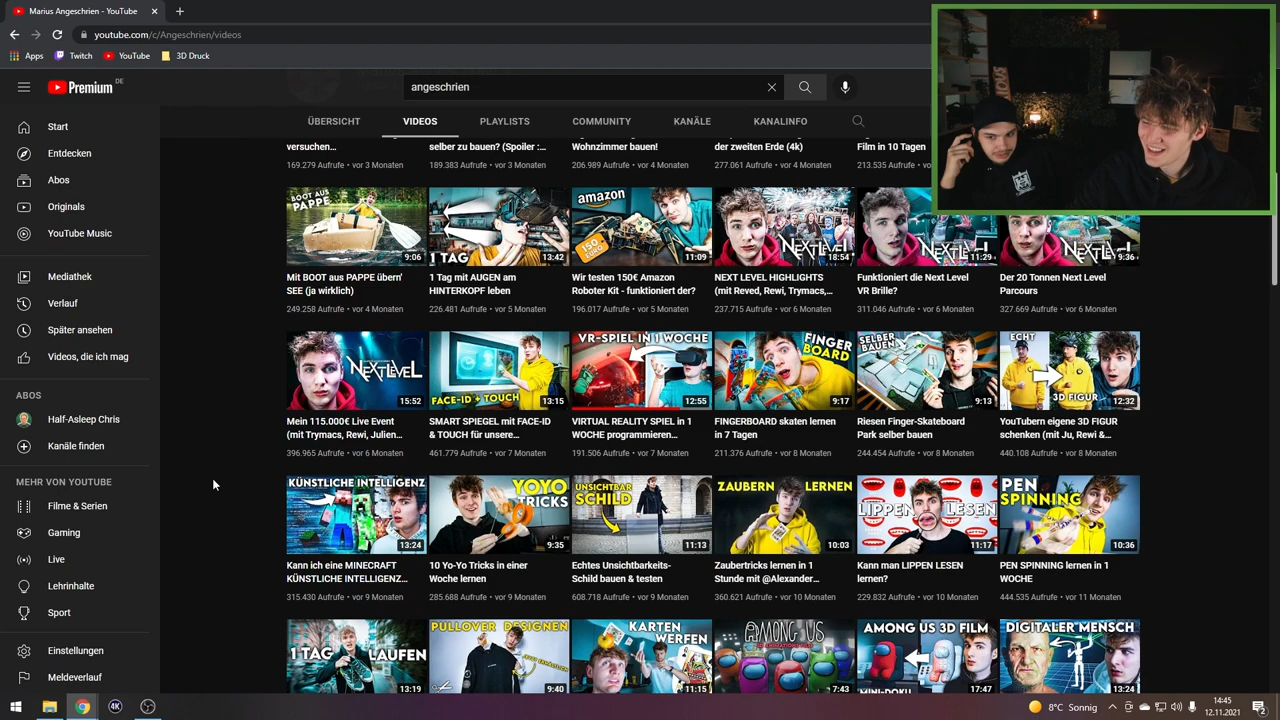 Marius Angeschrien - YouTube
youtube.com/c/Angeschrien/videos
Apps Twitch YouTube 3D Druck
Premium DE
angeschrien
ÜBERSICHT VIDEOS PLAYLISTS COMMUNITY KANÄLE KANALINFO
Start
Entdecken
Abos
Originals
YouTube Music
Mediathek
Verlauf
Später ansehen
Videos, die ich mag
ABOS
Half-Asleep Chris
Kanäle finden
MEHR VON YOUTUBE
Filme & Serien
Gaming
Live
Lehrinhalte
Sport
Einstellungen
Meldeverlauf
versuchen... selber zu bauen? (Spoiler :... Wohnzimmer bauen! der zweiten Erde (4k) Film in 10 Tagen
169.279 Aufrufe • vor 3 Monaten 189.383 Aufrufe • vor 3 Monaten 206.989 Aufrufe • vor 4 Monaten 277.061 Aufrufe • vor 4 Monaten 213.535 Aufrufe • vo
BOOT AUS PAPPE 9:06 1 TAG 13:42 amazon 150 EURO 11:09 NEXT LEVEL 18:54 NEXT LEVEL 11:29 NEXT LEVEL 9:36
Mit BOOT aus PAPPE übern' 1 Tag mit AUGEN am Wir testen 150€ Amazon NEXT LEVEL HIGHLIGHTS Funktioniert die Next Level Der 20 Tonnen Next Level
SEE (ja wirklich) HINTERKOPF leben Roboter Kit - funktioniert der? (mit Reved, Rewi, Trymacs,... VR Brille? Parcours
249.258 Aufrufe • vor 4 Monaten 226.481 Aufrufe • vor 5 Monaten 196.017 Aufrufe • vor 5 Monaten 237.715 Aufrufe • vor 6 Monaten 311.046 Aufrufe • vor 6 Monaten 327.669 Aufrufe • vor 6 Monaten
NEXT LEVEL 15:52 FACE-ID + TOUCH 13:15 VR-SPIEL IN 1 WOCHE 12:55 FINGER BOARD 9:17 SELBER BAUEN 9:13 ECHT 3D FIGUR 12:32
Mein 115.000€ Live Event SMART SPIEGEL mit FACE-ID VIRTUAL REALITY SPIEL in 1 FINGERBOARD skaten lernen Riesen Finger-Skateboard YouTubern eigene 3D FIGUR
(mit Trymacs, Rewi, Julien... & TOUCH für unsere... WOCHE programmieren... in 7 Tagen Park selber bauen schenken (mit Ju, Rewi &...
396.965 Aufrufe • vor 6 Monaten 461.779 Aufrufe • vor 7 Monaten 191.506 Aufrufe • vor 7 Monaten 211.376 Aufrufe • vor 8 Monaten 244.454 Aufrufe • vor 8 Monaten 440.108 Aufrufe • vor 8 Monaten
KÜNSTLICHE INTELLIGENZ 13:24 YOYO TRICKS 9:35 UNSICHTBAR SCHILD 11:13 ZAUBERN LERNEN 10:03 LIPPEN LESEN 11:17 PEN SPINNING 10:36
Kann ich eine MINECRAFT 10 Yo-Yo Tricks in einer Echtes Unsichtbarkeits- Zaubertricks lernen in 1 Kann man LIPPEN LESEN PEN SPINNING lernen in 1
KÜNSTLICHE INTELLIGENZ... Woche lernen Schild bauen & testen Stunde mit @Alexander... lernen? WOCHE
315.430 Aufrufe • vor 9 Monaten 285.688 Aufrufe • vor 9 Monaten 608.718 Aufrufe • vor 9 Monaten 360.621 Aufrufe • vor 10 Monaten 229.832 Aufrufe • vor 10 Monaten 444.535 Aufrufe • vor 11 Monaten
1 TAG LAUFEN 13:19 PULLOVER DESIGNEN 9:40 KARTEN WERFEN 11:15 AMONG US 7:43 AMONG US 3D FILM MINI-DOKU 17:47 DIGITALER MENSCH 13:24
8°C Sonnig
14:45
12.11.2021
2